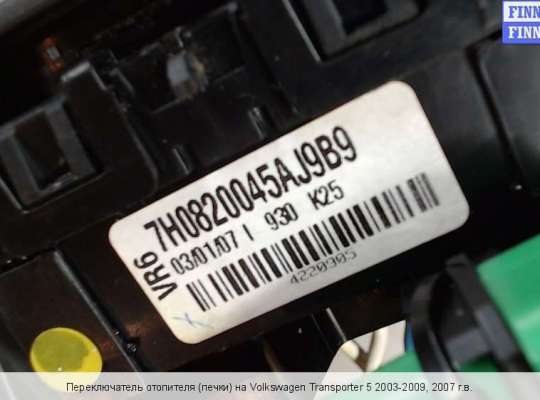 FINN
FINN
7H0820045AJ9B9
VR6
03/01/07 I 930 K25
4220905
Переключатель отопителя (печки) на Volkswagen Transporter 5 2003-2009, 2007 г.в.